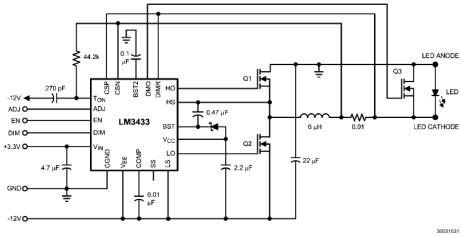 CSP
CSN
BST2
DMO
DIMR
44.2k
0.1
µF
270 pF
-12V
ADJ
EN
DIM
+3.3V
TON
ADJ
EN
DIM
VIN
LM3433
HO
HS
BST
VCC
LO
CGND
VEE
COMP
SS
LS
4.7 µF
GND
-12V
0.01
µF
0.47 µF
2.2 µF
22 µF
Q1
Q2
Q3
6 µH
0.01
LED ANODE
LED
LED CATHODE
30031531